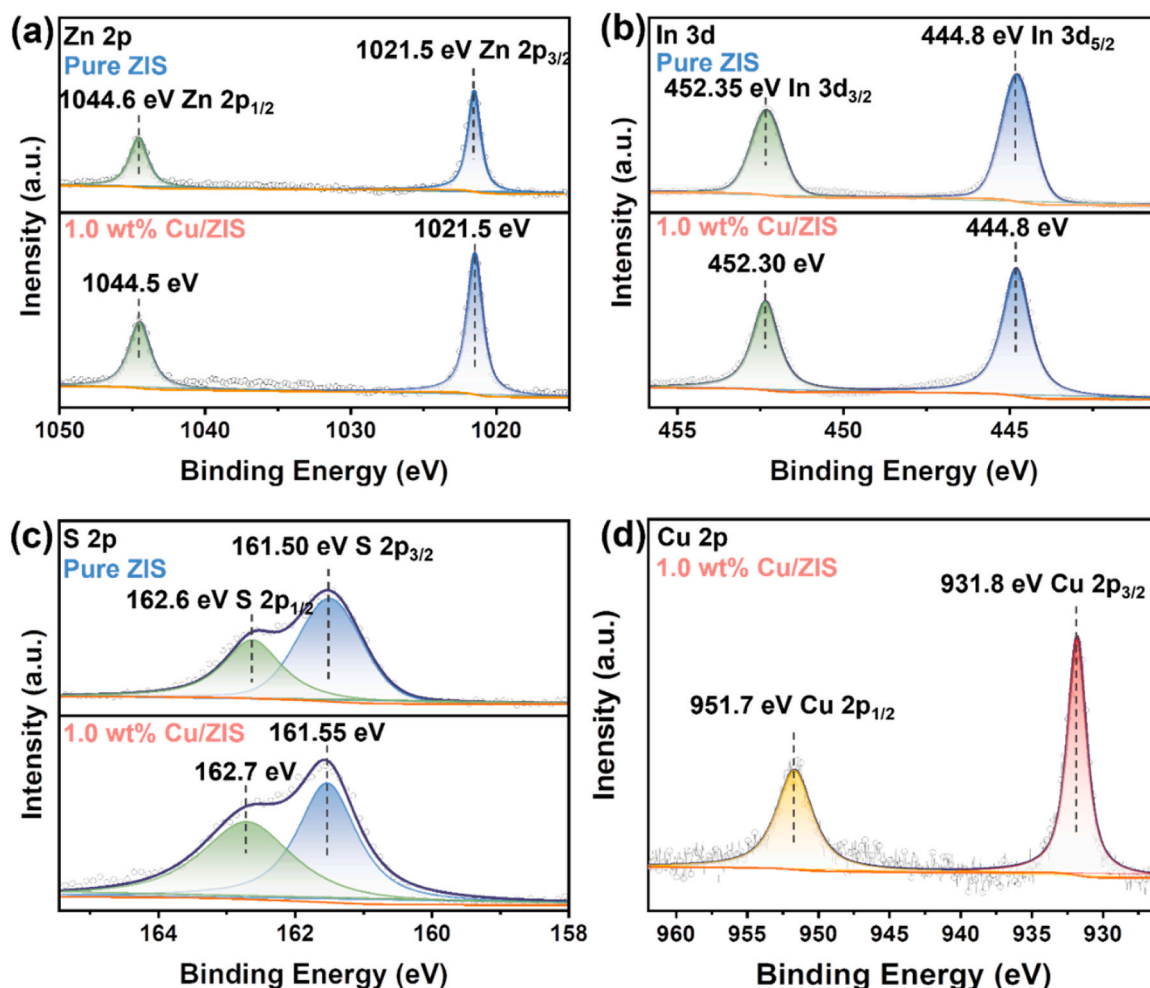 (a)
Zn 2p
Pure ZIS
1044.6 eV Zn 2p1/2
1021.5 eV Zn 2p3/2
1.0 wt% Cu/ZIS
1044.5 eV
1021.5 eV
Inensity (a.u.)
1050 1040 1030 1020
Binding Energy (eV)
(b)
In 3d
Pure ZIS
452.35 eV In 3d3/2
444.8 eV In 3d5/2
1.0 wt% Cu/ZIS
452.30 eV
444.8 eV
Intensity (a.u.)
455 450 445
Binding Energy (eV)
(c)
S 2p
Pure ZIS
162.6 eV S 2p1/2
161.50 eV S 2p3/2
1.0 wt% Cu/ZIS
162.7 eV
161.55 eV
Intensity (a.u.)
164 162 160 158
Binding Energy (eV)
(d)
Cu 2p
1.0 wt% Cu/ZIS
951.7 eV Cu 2p1/2
931.8 eV Cu 2p3/2
Inensity (a.u.)
960 955 950 945 940 935 930
Binding Energy (eV)